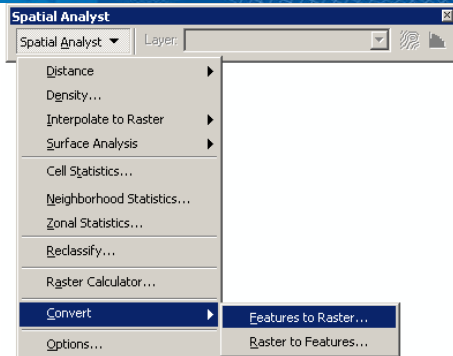 Spatial Analyst
Spatial Analyst Layer:
Distance
Density...
Interpolate to Raster
Surface Analysis
Cell Statistics...
Neighborhood Statistics...
Zonal Statistics...
Reclassify...
Raster Calculator...
Convert
Features to Raster...
Options...
Raster to Features...